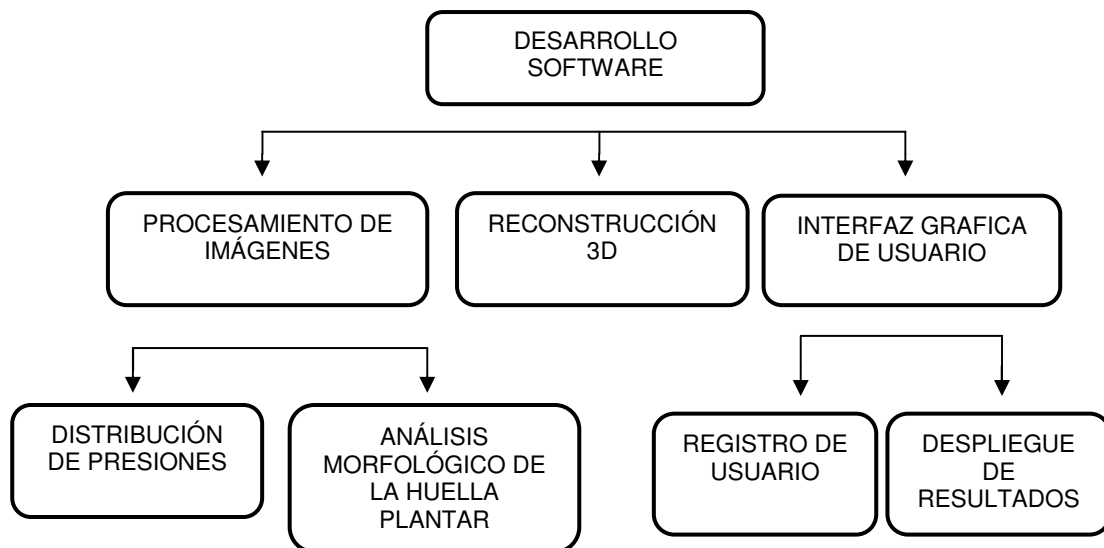 DESARROLLO
SOFTWARE
PROCESAMIENTO DE
IMÁGENES
RECONSTRUCCIÓN
3D
INTERFAZ GRAFICA
DE USUARIO
DISTRIBUCIÓN
DE PRESIONES
ANÁLISIS
MORFOLÓGICO DE
LA HUELLA
PLANTAR
REGISTRO DE
USUARIO
DESPLIEGUE
DE
RESULTADOS